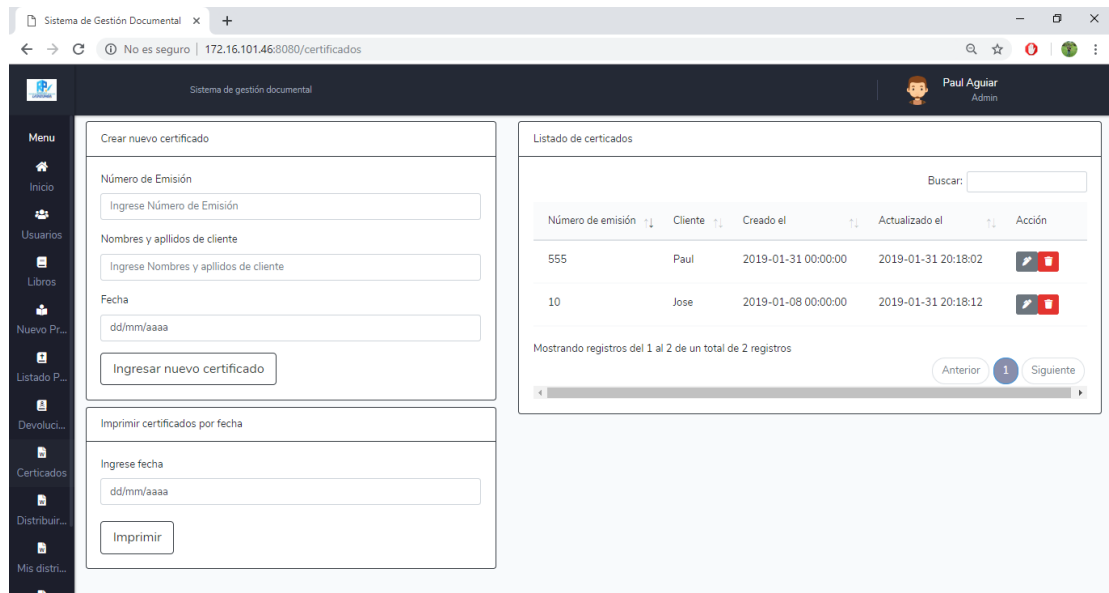 Sistema de Gestión Documental
No es seguro | 172.16.101.46:8080/certificados
Sistema de gestión documental
Paul Aguiar
Admin
Menu
Inicio
Usuarios
Libros
Nuevo Pr...
Listado P...
Devoluci...
Certicados
Distribuir...
Mis distri...
Crear nuevo certificado
Número de Emisión
Ingrese Número de Emisión
Nombres y apllidos de cliente
Ingrese Nombres y apllidos de cliente
Fecha
dd/mm/aaaa
Ingresar nuevo certificado
Imprimir certificados por fecha
Ingrese fecha
dd/mm/aaaa
Imprimir
Listado de certicados
Buscar:
Número de emisión Cliente Creado el Actualizado el Acción
555 Paul 2019-01-31 00:00:00 2019-01-31 20:18:02
10 Jose 2019-01-08 00:00:00 2019-01-31 20:18:12
Mostrando registros del 1 al 2 de un total de 2 registros
Anterior 1 Siguiente